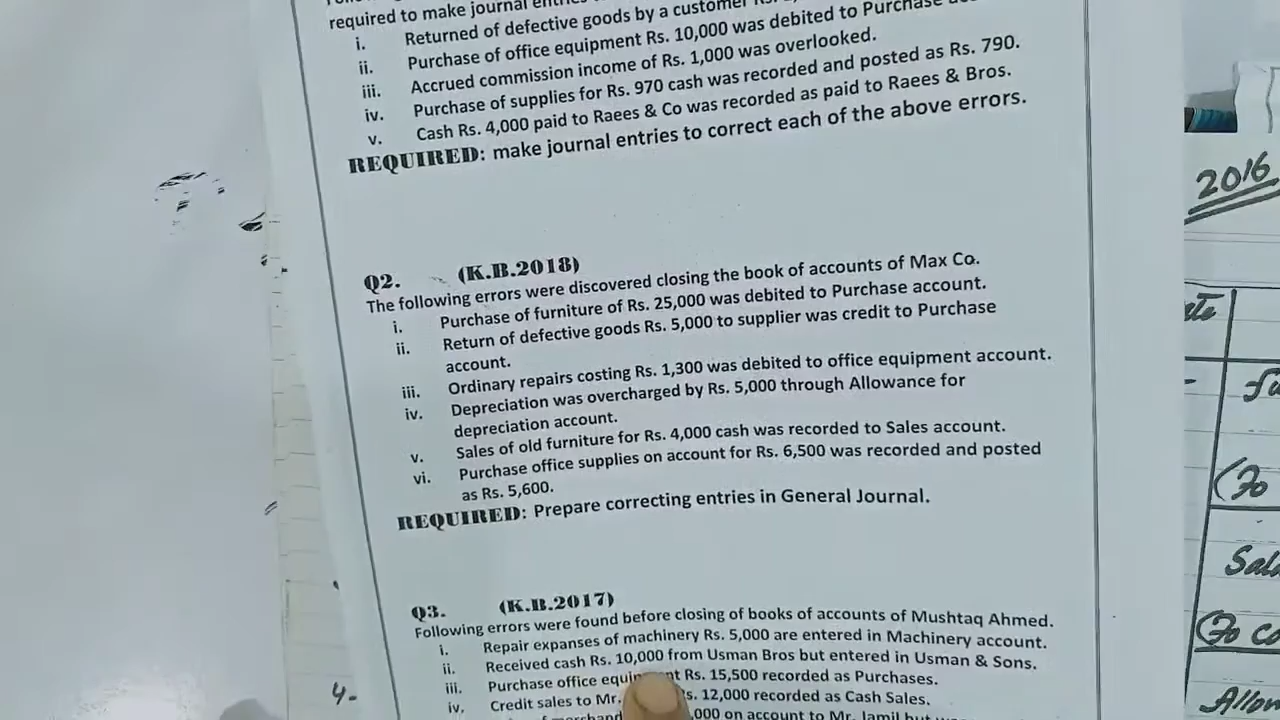 required to make journal
i. Returned of defective goods by a customer
ii. Purchase of office equipment Rs. 10,000 was debited to Purchase
iii. Accrued commission income of Rs. 1,000 was overlooked.
iv. Purchase of supplies for Rs. 970 cash was recorded and posted as Rs. 790.
v. Cash Rs. 4,000 paid to Raees & Co was recorded as paid to Raees & Bros.
REQUIRED: make journal entries to correct each of the above errors.
Q2. (K.B.2018)
The following errors were discovered closing the book of accounts of Max Co.
i. Purchase of furniture of Rs. 25,000 was debited to Purchase account.
ii. Return of defective goods Rs. 5,000 to supplier was credit to Purchase
account.
iii. Ordinary repairs costing Rs. 1,300 was debited to office equipment account.
iv. Depreciation was overcharged by Rs. 5,000 through Allowance for
depreciation account.
v. Sales of old furniture for Rs. 4,000 cash was recorded to Sales account.
vi. Purchase office supplies on account for Rs. 6,500 was recorded and posted
as Rs. 5,600.
REQUIRED: Prepare correcting entries in General Journal.
Q3. (K.B.2017)
Following errors were found before closing of books of accounts of Mushtaq Ahmed.
i. Repair expanses of machinery Rs. 5,000 are entered in Machinery account.
ii. Received cash Rs. 10,000 from Usman Bros but entered in Usman & Sons.
iii. Purchase office Rs. 15,500 recorded as Purchases.
iv. Credit sales to Mr. 12,000 recorded as Cash Sales.
,000 on account to Mr. Jamil
4-
2016